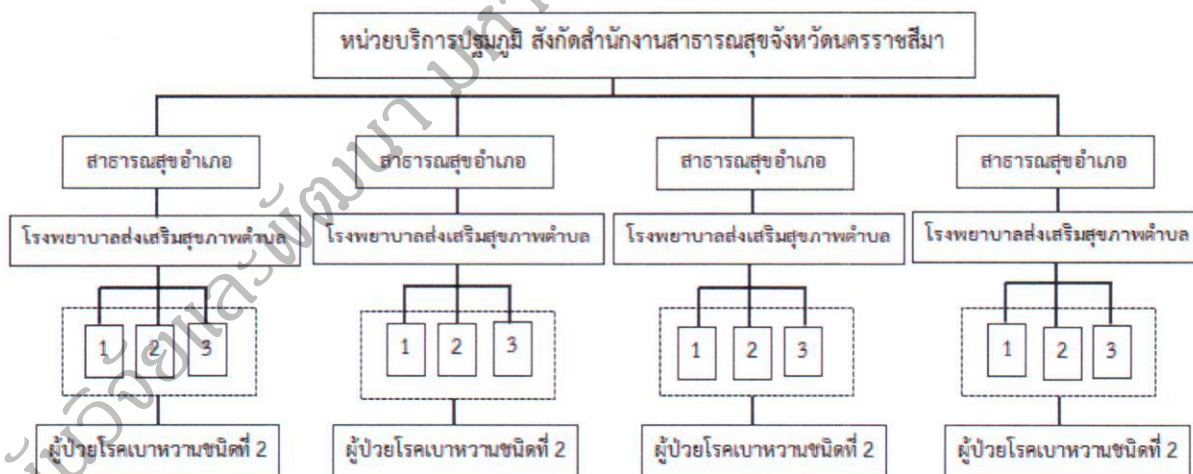 หน่วยบริการปฐมภูมิ สังกัดสำนักงานสาธารณสุขจังหวัดนครราชสีมา
สาธารณสุขอำเภอ สาธารณสุขอำเภอ สาธารณสุขอำเภอ สาธารณสุขอำเภอ
โรงพยาบาลส่งเสริมสุขภาพตำบล โรงพยาบาลส่งเสริมสุขภาพตำบล โรงพยาบาลส่งเสริมสุขภาพตำบล โรงพยาบาลส่งเสริมสุขภาพตำบล
1 2 3 1 2 3 1 2 3 1 2 3
ผู้ป่วยโรคเบาหวานชนิดที่ 2 ผู้ป่วยโรคเบาหวานชนิดที่ 2 ผู้ป่วยโรคเบาหวานชนิดที่ 2 ผู้ป่วยโรคเบาหวานชนิดที่ 2
วิจัยและพัฒนา มหา